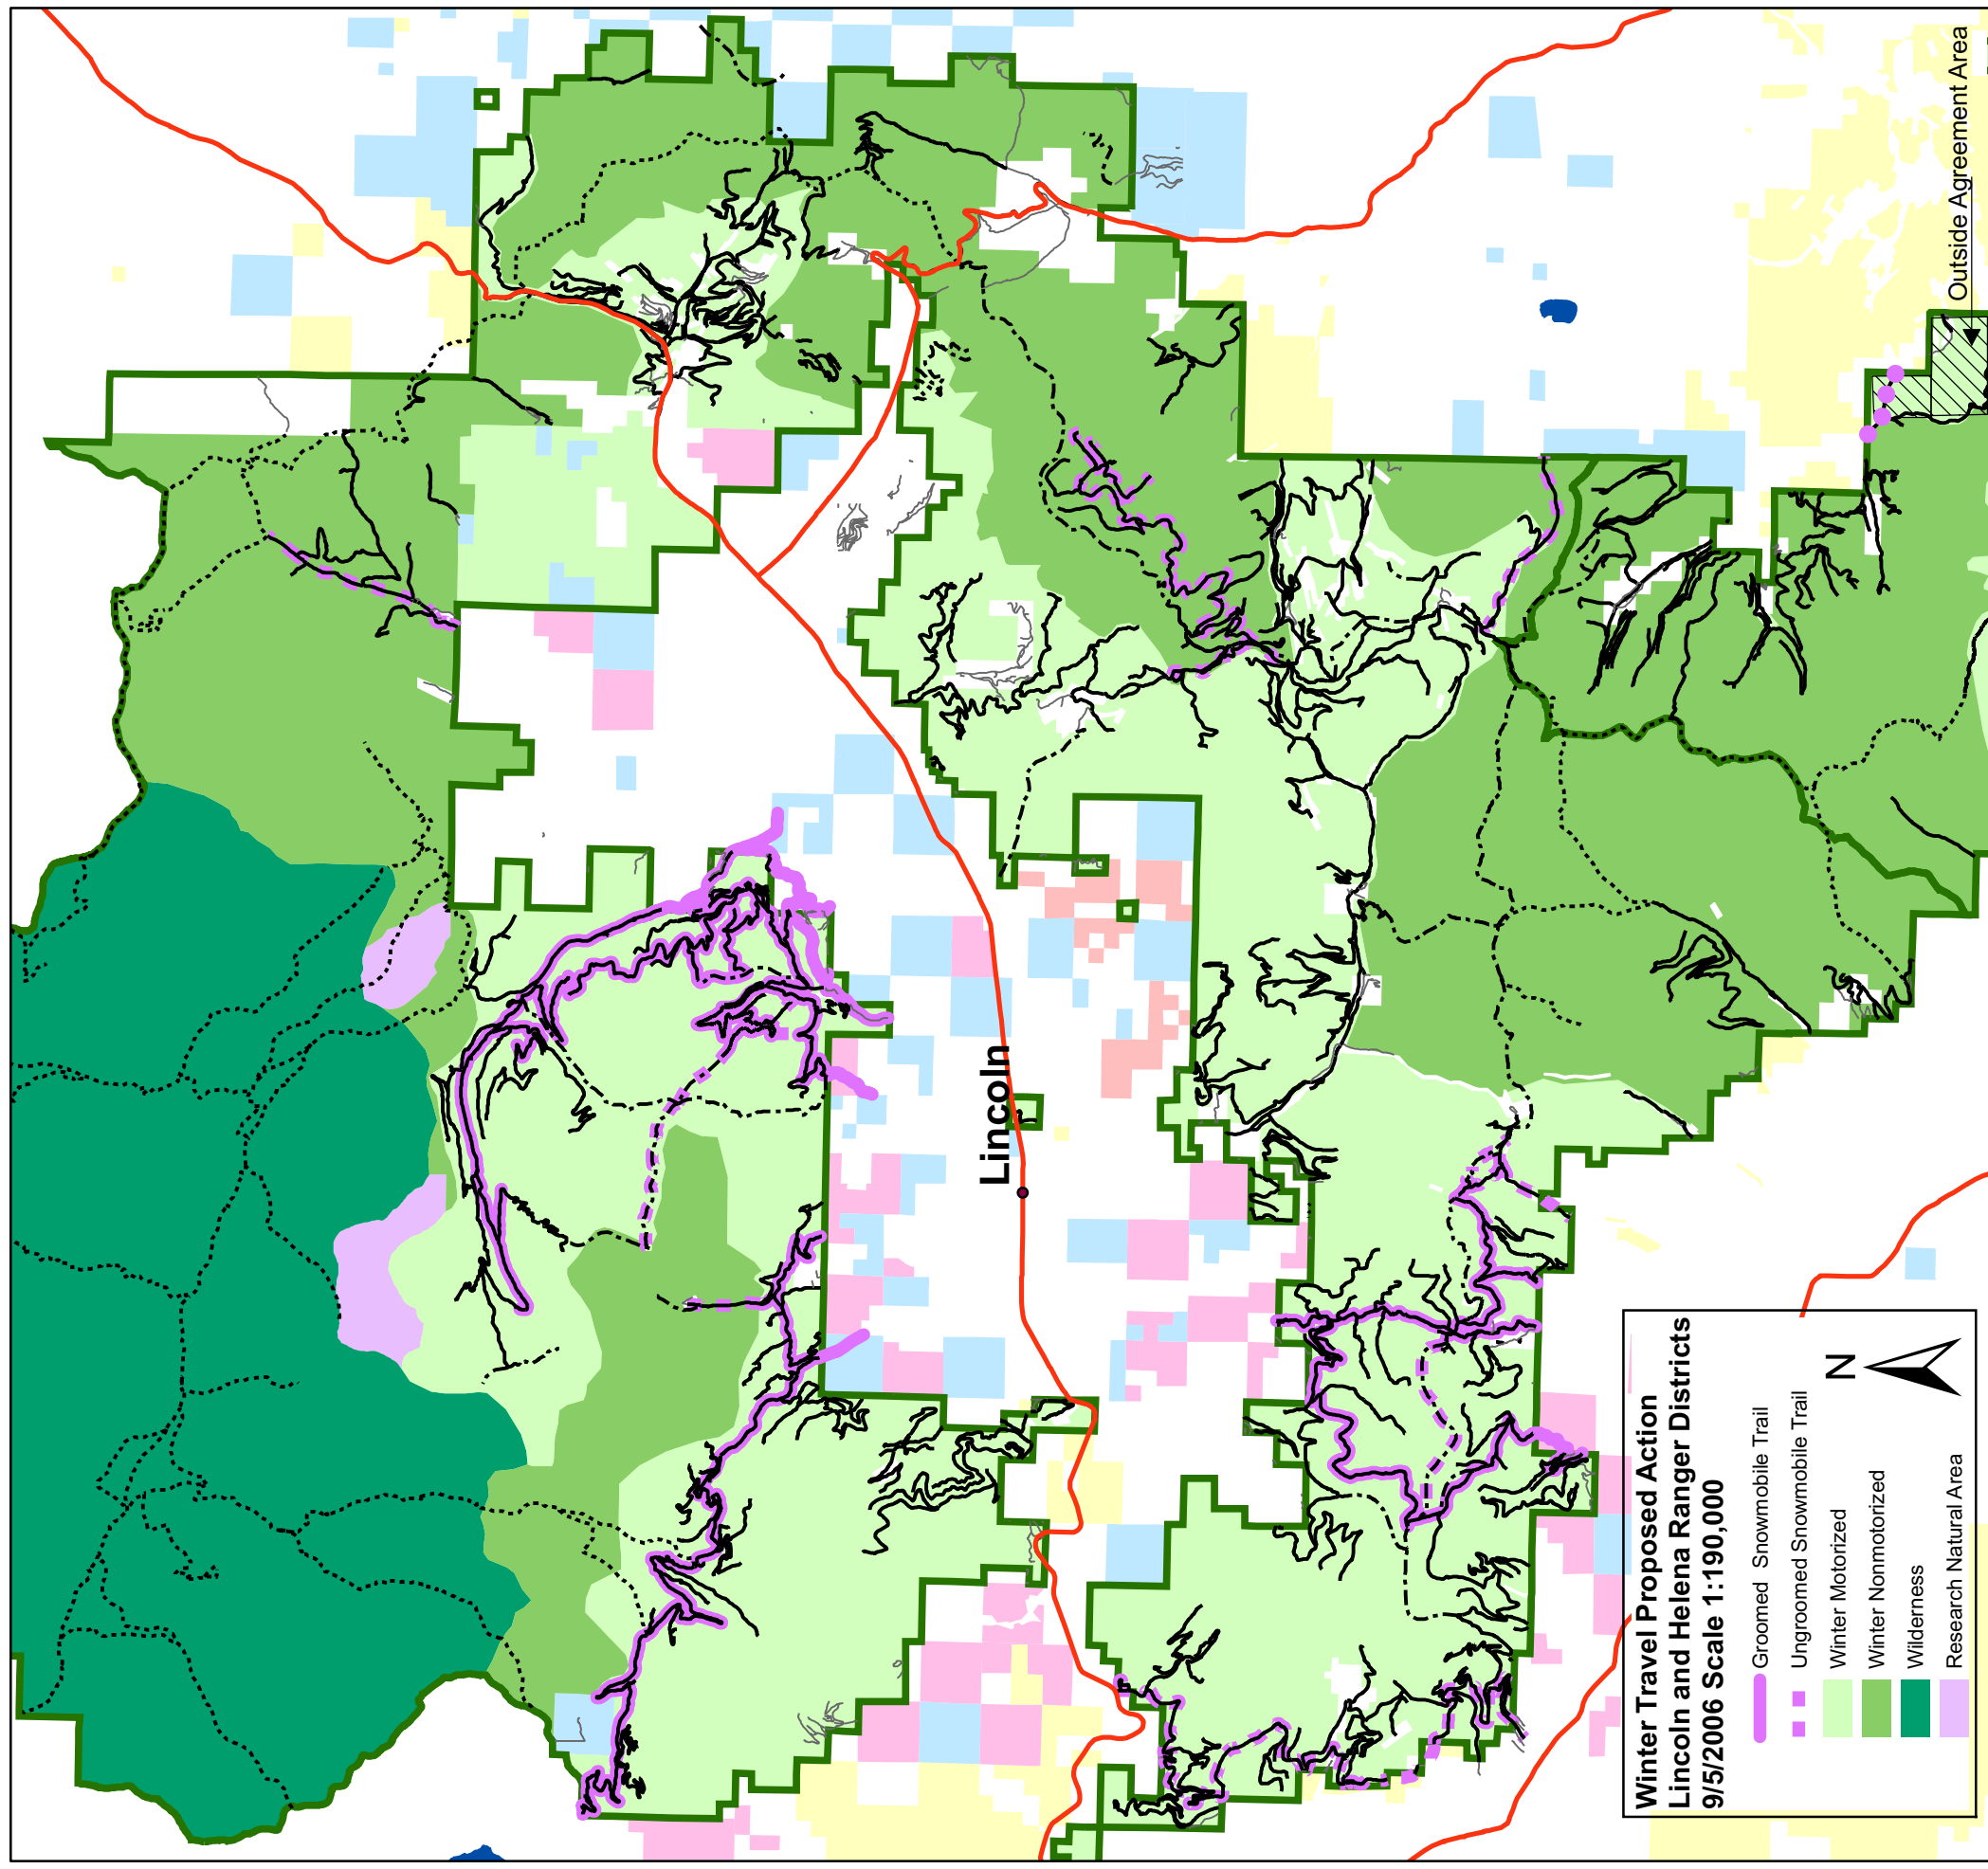 Outside Agreement Area
Lincoln
Winter Travel Proposed Action
Lincoln and Helena Ranger Districts
9/5/2006 Scale 1:190,000
Groomed Snowmobile Trail
Ungroomed Snowmobile Trail
Winter Motorized
Winter Nonmotorized
Wilderness
Research Natural Area
N